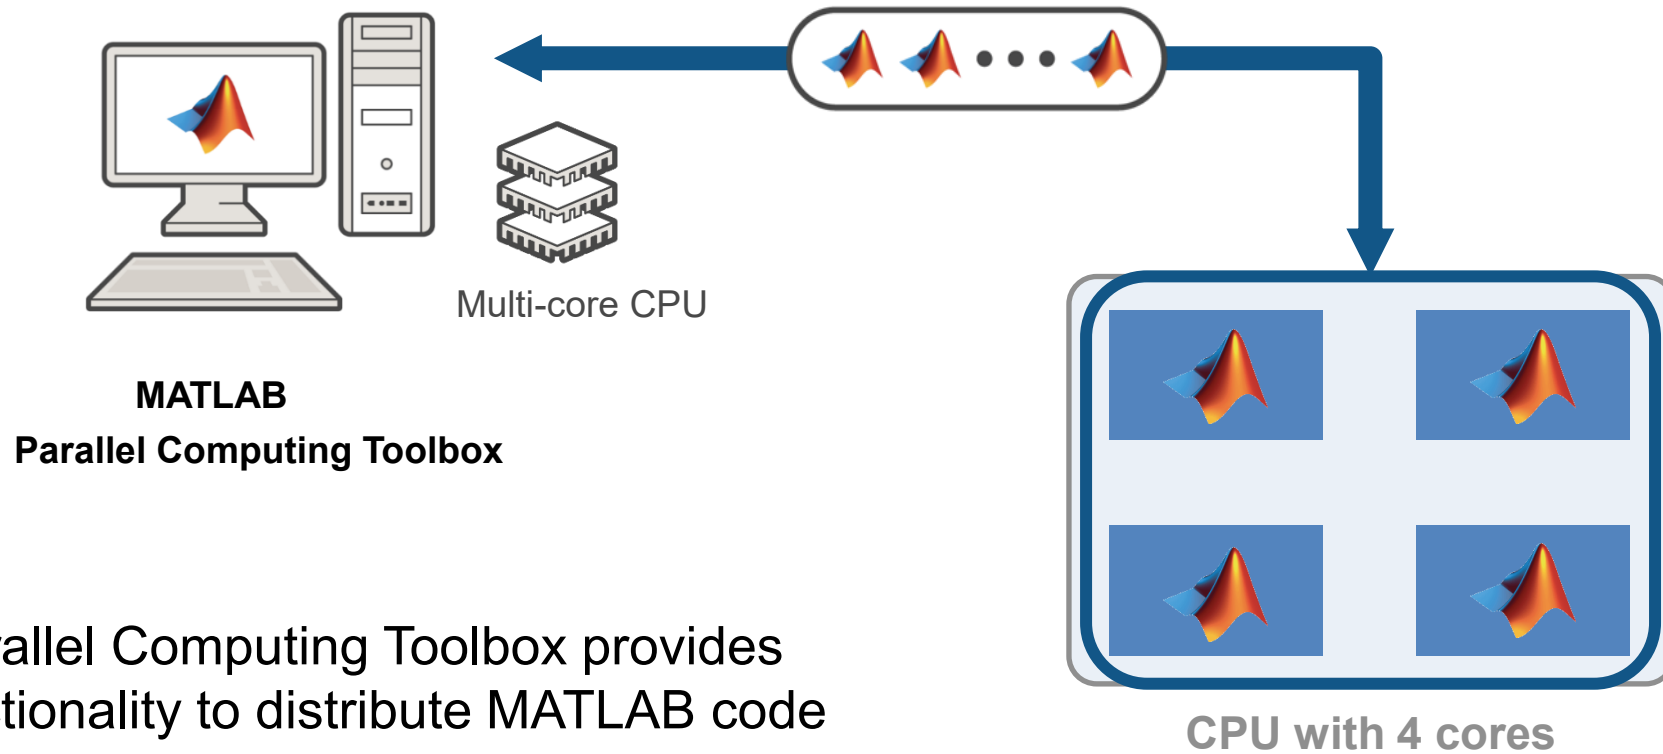 Multi-core CPU
MATLAB
Parallel Computing Toolbox
allel Computing Toolbox provides
tionality to distribute MATLAB code
CPU with 4 cores